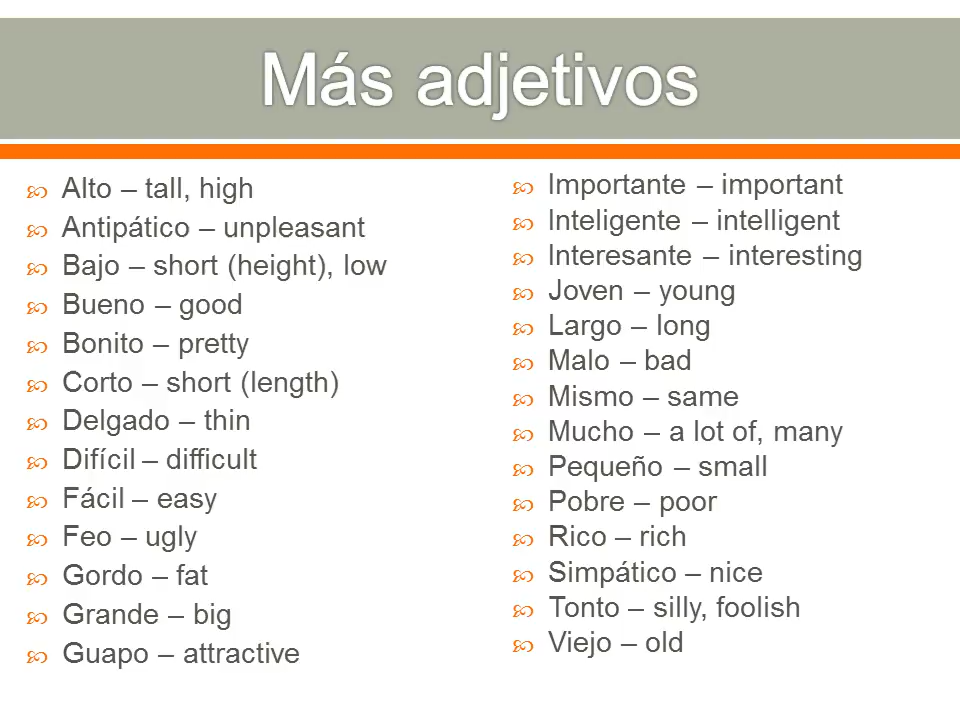 Más adjetivos
Alto – tall, high
Antipático – unpleasant
Bajo – short (height), low
Bueno – good
Bonito – pretty
Corto – short (length)
Delgado – thin
Difícil – difficult
Fácil – easy
Feo – ugly
Gordo – fat
Grande – big
Guapo – attractive
Importante – important
Inteligente – intelligent
Interesante – interesting
Joven – young
Largo – long
Malo – bad
Mismo – same
Mucho – a lot of, many
Pequeño – small
Pobre – poor
Rico – rich
Simpático – nice
Tonto – silly, foolish
Viejo – old